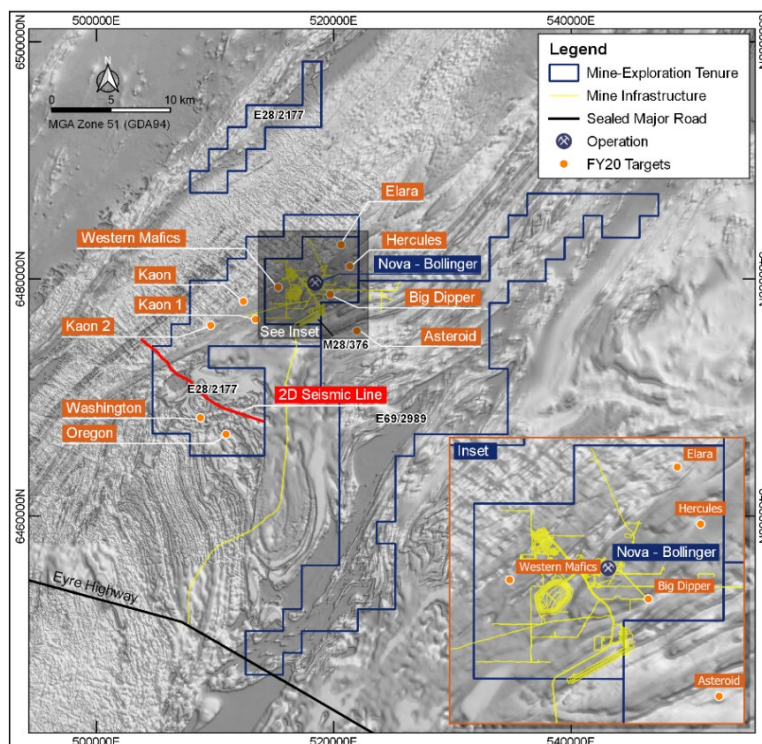 500000E
520000E
540000E
6500000N
6500000N
0
5
10 km
MGA Zone 51 (GDA94)
Legend
Mine-Exploration Tenure
Mine Infrastructure
Sealed Major Road
Operation
FY20 Targets
E28/2177
Elara
Western Mafics
Hercules
Kaon
Nova - Bollinger
6480000N
6480000N
Kaon 1
Big Dipper
Kaon 2
See Inset
Asteroid
M28/376
E28/2177
2D Seismic Line
Washington
E69/2989
Oregon
6460000N
6460000N
Inset
Elara
Hercules
Nova - Bollinger
Western Mafics
Big Dipper
Asteroid
Eyre Highway
500000E
520000E
540000E